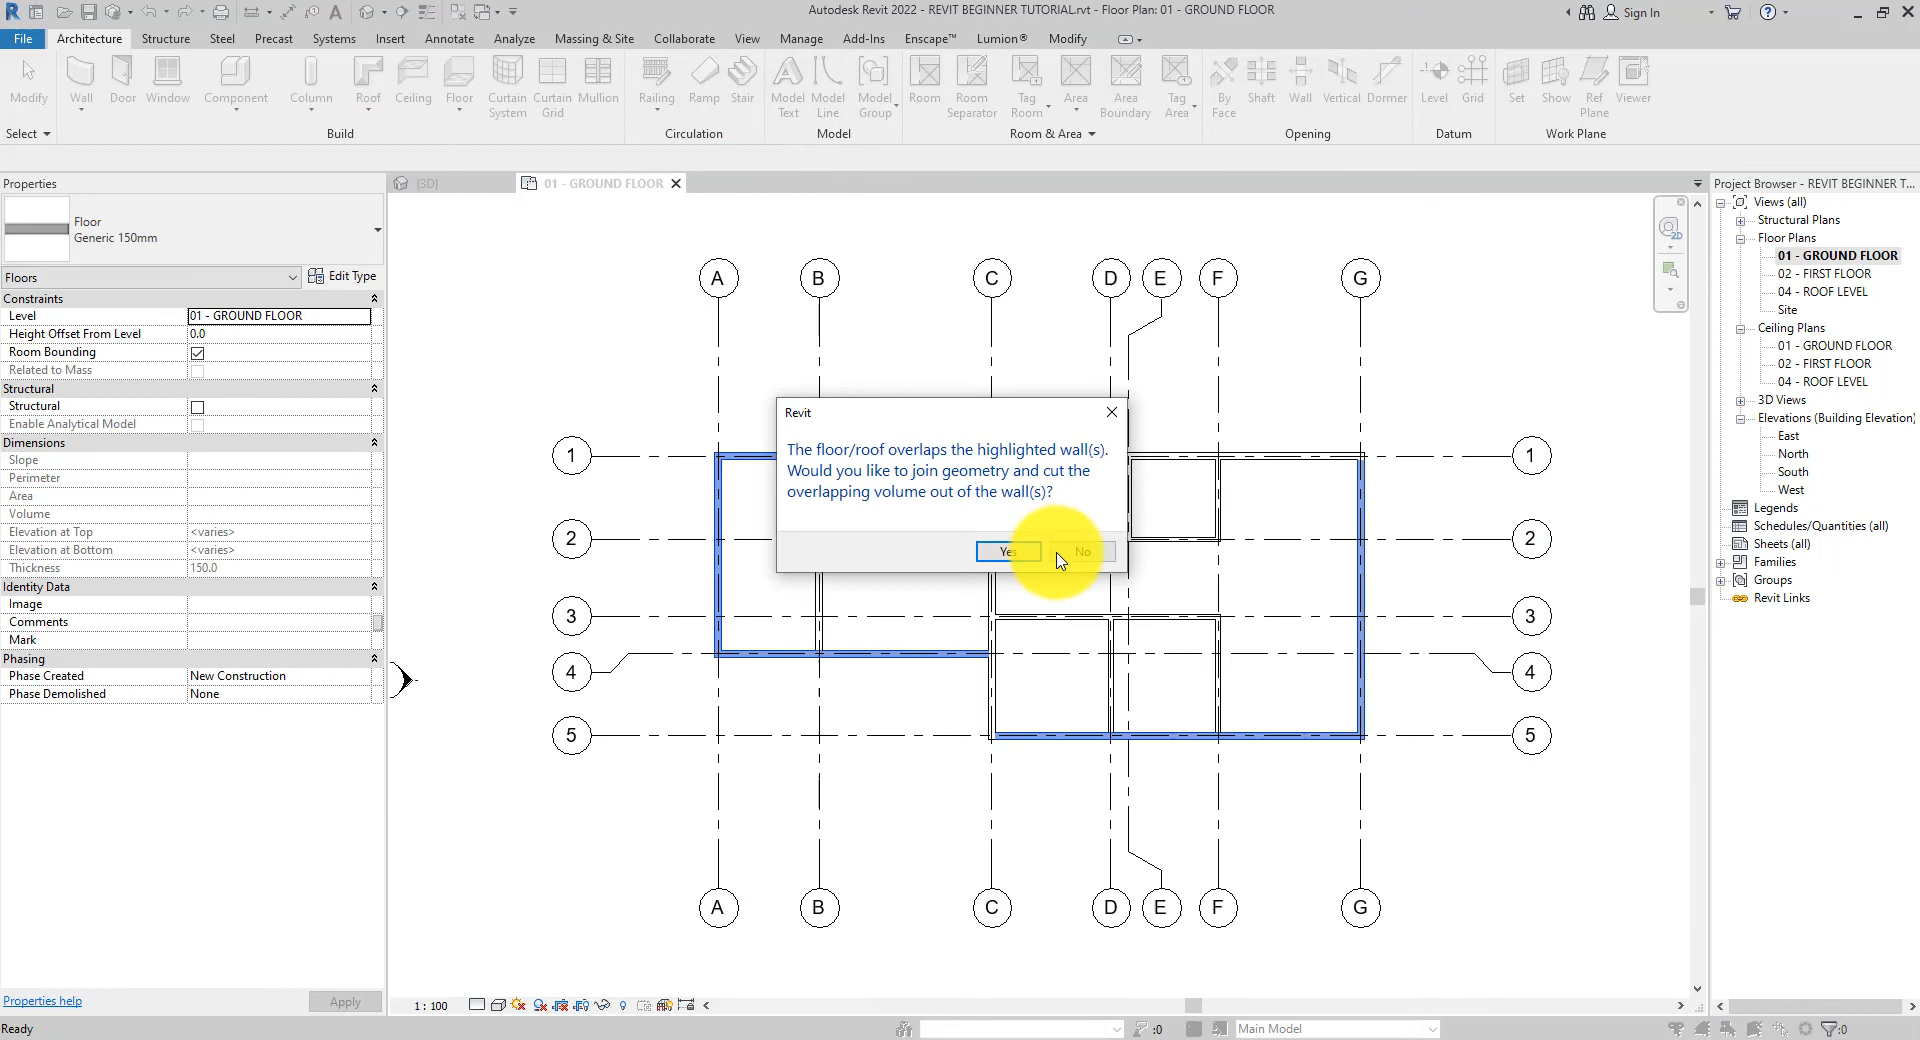 Autodesk Revit 2022 - REVIT BEGINNER TUTORIAL.rvt - Floor Plan: 01 - GROUND FLOOR
Sign In
File Architecture Structure Steel Precast Systems Insert Annotate Analyze Massing & Site Collaborate View Manage Add-Ins Enscape™ Lumion® Modify
Modify Wall Door Window Component Column Roof Ceiling Floor Curtain System Curtain Grid Mullion Railing Ramp Stair Model Text Model Line Model Group Room Room Separator Tag Room Area Area Boundary Tag Area By Face Shaft Wall Vertical Dormer Level Grid Set Show Ref Plane Viewer
Select Build Circulation Model Room & Area Opening Datum Work Plane
Properties
Floor
Generic 150mm
Floors Edit Type
Constraints
Level 01 - GROUND FLOOR
Height Offset From Level 0.0
Room Bounding
Related to Mass
Structural
Structural
Enable Analytical Model
Dimensions
Slope
Perimeter
Area
Volume
Elevation at Top <varies>
Elevation at Bottom <varies>
Thickness 150.0
Identity Data
Image
Comments
Mark
Phasing
Phase Created New Construction
Phase Demolished None
Properties help Apply
{3D} 01 - GROUND FLOOR
2D
A B C D E F G
1 1
2 2
3 3
4 4
5 5
A B C D E F G
Revit
The floor/roof overlaps the highlighted wall(s).
Would you like to join geometry and cut the
overlapping volume out of the wall(s)?
Yes No
Project Browser - REVIT BEGINNER T...
Views (all)
Structural Plans
Floor Plans
01 - GROUND FLOOR
02 - FIRST FLOOR
04 - ROOF LEVEL
Site
Ceiling Plans
01 - GROUND FLOOR
02 - FIRST FLOOR
04 - ROOF LEVEL
3D Views
Elevations (Building Elevation)
East
North
South
West
Legends
Schedules/Quantities (all)
Sheets (all)
Families
Groups
Revit Links
1 : 100
Ready :0 Main Model :0